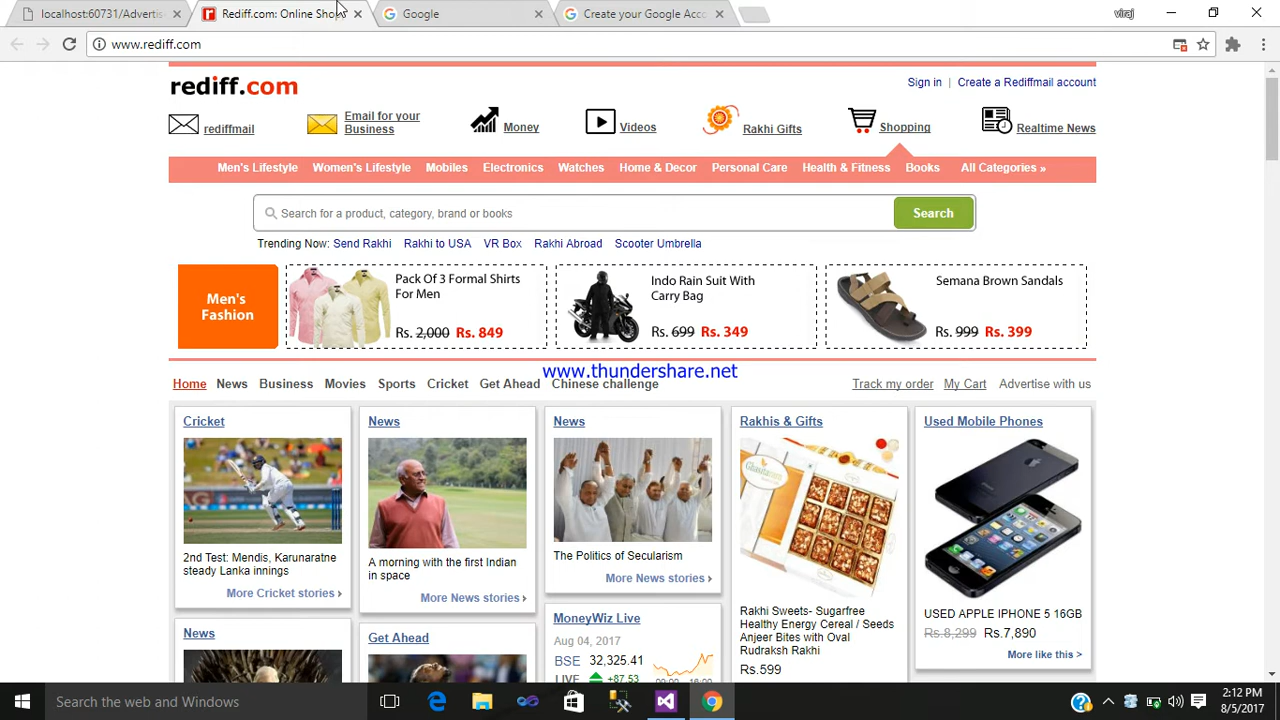 localhost:60731/Advertis
Rediff.com: Online Shop
Google
Create your Google Acco
viraj
www.rediff.com
rediff.com
Sign in | Create a Rediffmail account
rediffmail
Email for your
Business
Money
Videos
Rakhi Gifts
Shopping
Realtime News
Men's Lifestyle Women's Lifestyle Mobiles Electronics Watches Home & Decor Personal Care Health & Fitness Books All Categories »
Search for a product, category, brand or books
Search
Trending Now: Send Rakhi Rakhi to USA VR Box Rakhi Abroad Scooter Umbrella
Men's
Fashion
Pack Of 3 Formal Shirts
For Men
Rs. 2,000 Rs. 849
Indo Rain Suit With
Carry Bag
Rs. 699 Rs. 349
Semana Brown Sandals
Rs. 999 Rs. 399
www.thundershare.net
Home News Business Movies Sports Cricket Get Ahead Chinese challenge
Track my order My Cart Advertise with us
Cricket
2nd Test: Mendis, Karunaratne
steady Lanka innings
More Cricket stories ›
News
A morning with the first Indian
in space
More News stories ›
News
The Politics of Secularism
More News stories ›
Rakhis & Gifts
Ghasitaram
Rakhi Sweets- Sugarfree
Healthy Energy Cereal / Seeds
Anjeer Bites with Oval
Rudraksh Rakhi
Rs.599
Used Mobile Phones
USED APPLE IPHONE 5 16GB
Rs.8,299 Rs.7,890
More like this >
News
Get Ahead
MoneyWiz Live
Aug 04, 2017
BSE 32,325.41
LIVE +87.53
Search the web and Windows
2:12 PM
8/5/2017